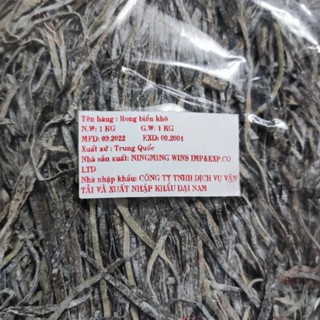 Tên hàng : Rong biển khô
N.W: 1 KG G.W: 1 KG
MFD: 09.2022 EXD: 09.2004
Xuất xứ : Trung Quốc
Nhà sản xuất: NINGMING WINS IMP&EXP.CO
LTD
Nhà nhập khẩu: CÔNG TY TNHH DỊCH VỤ VẬN
TẢI VÀ XUẤT NHẬP KHẨU ĐẠI NAM